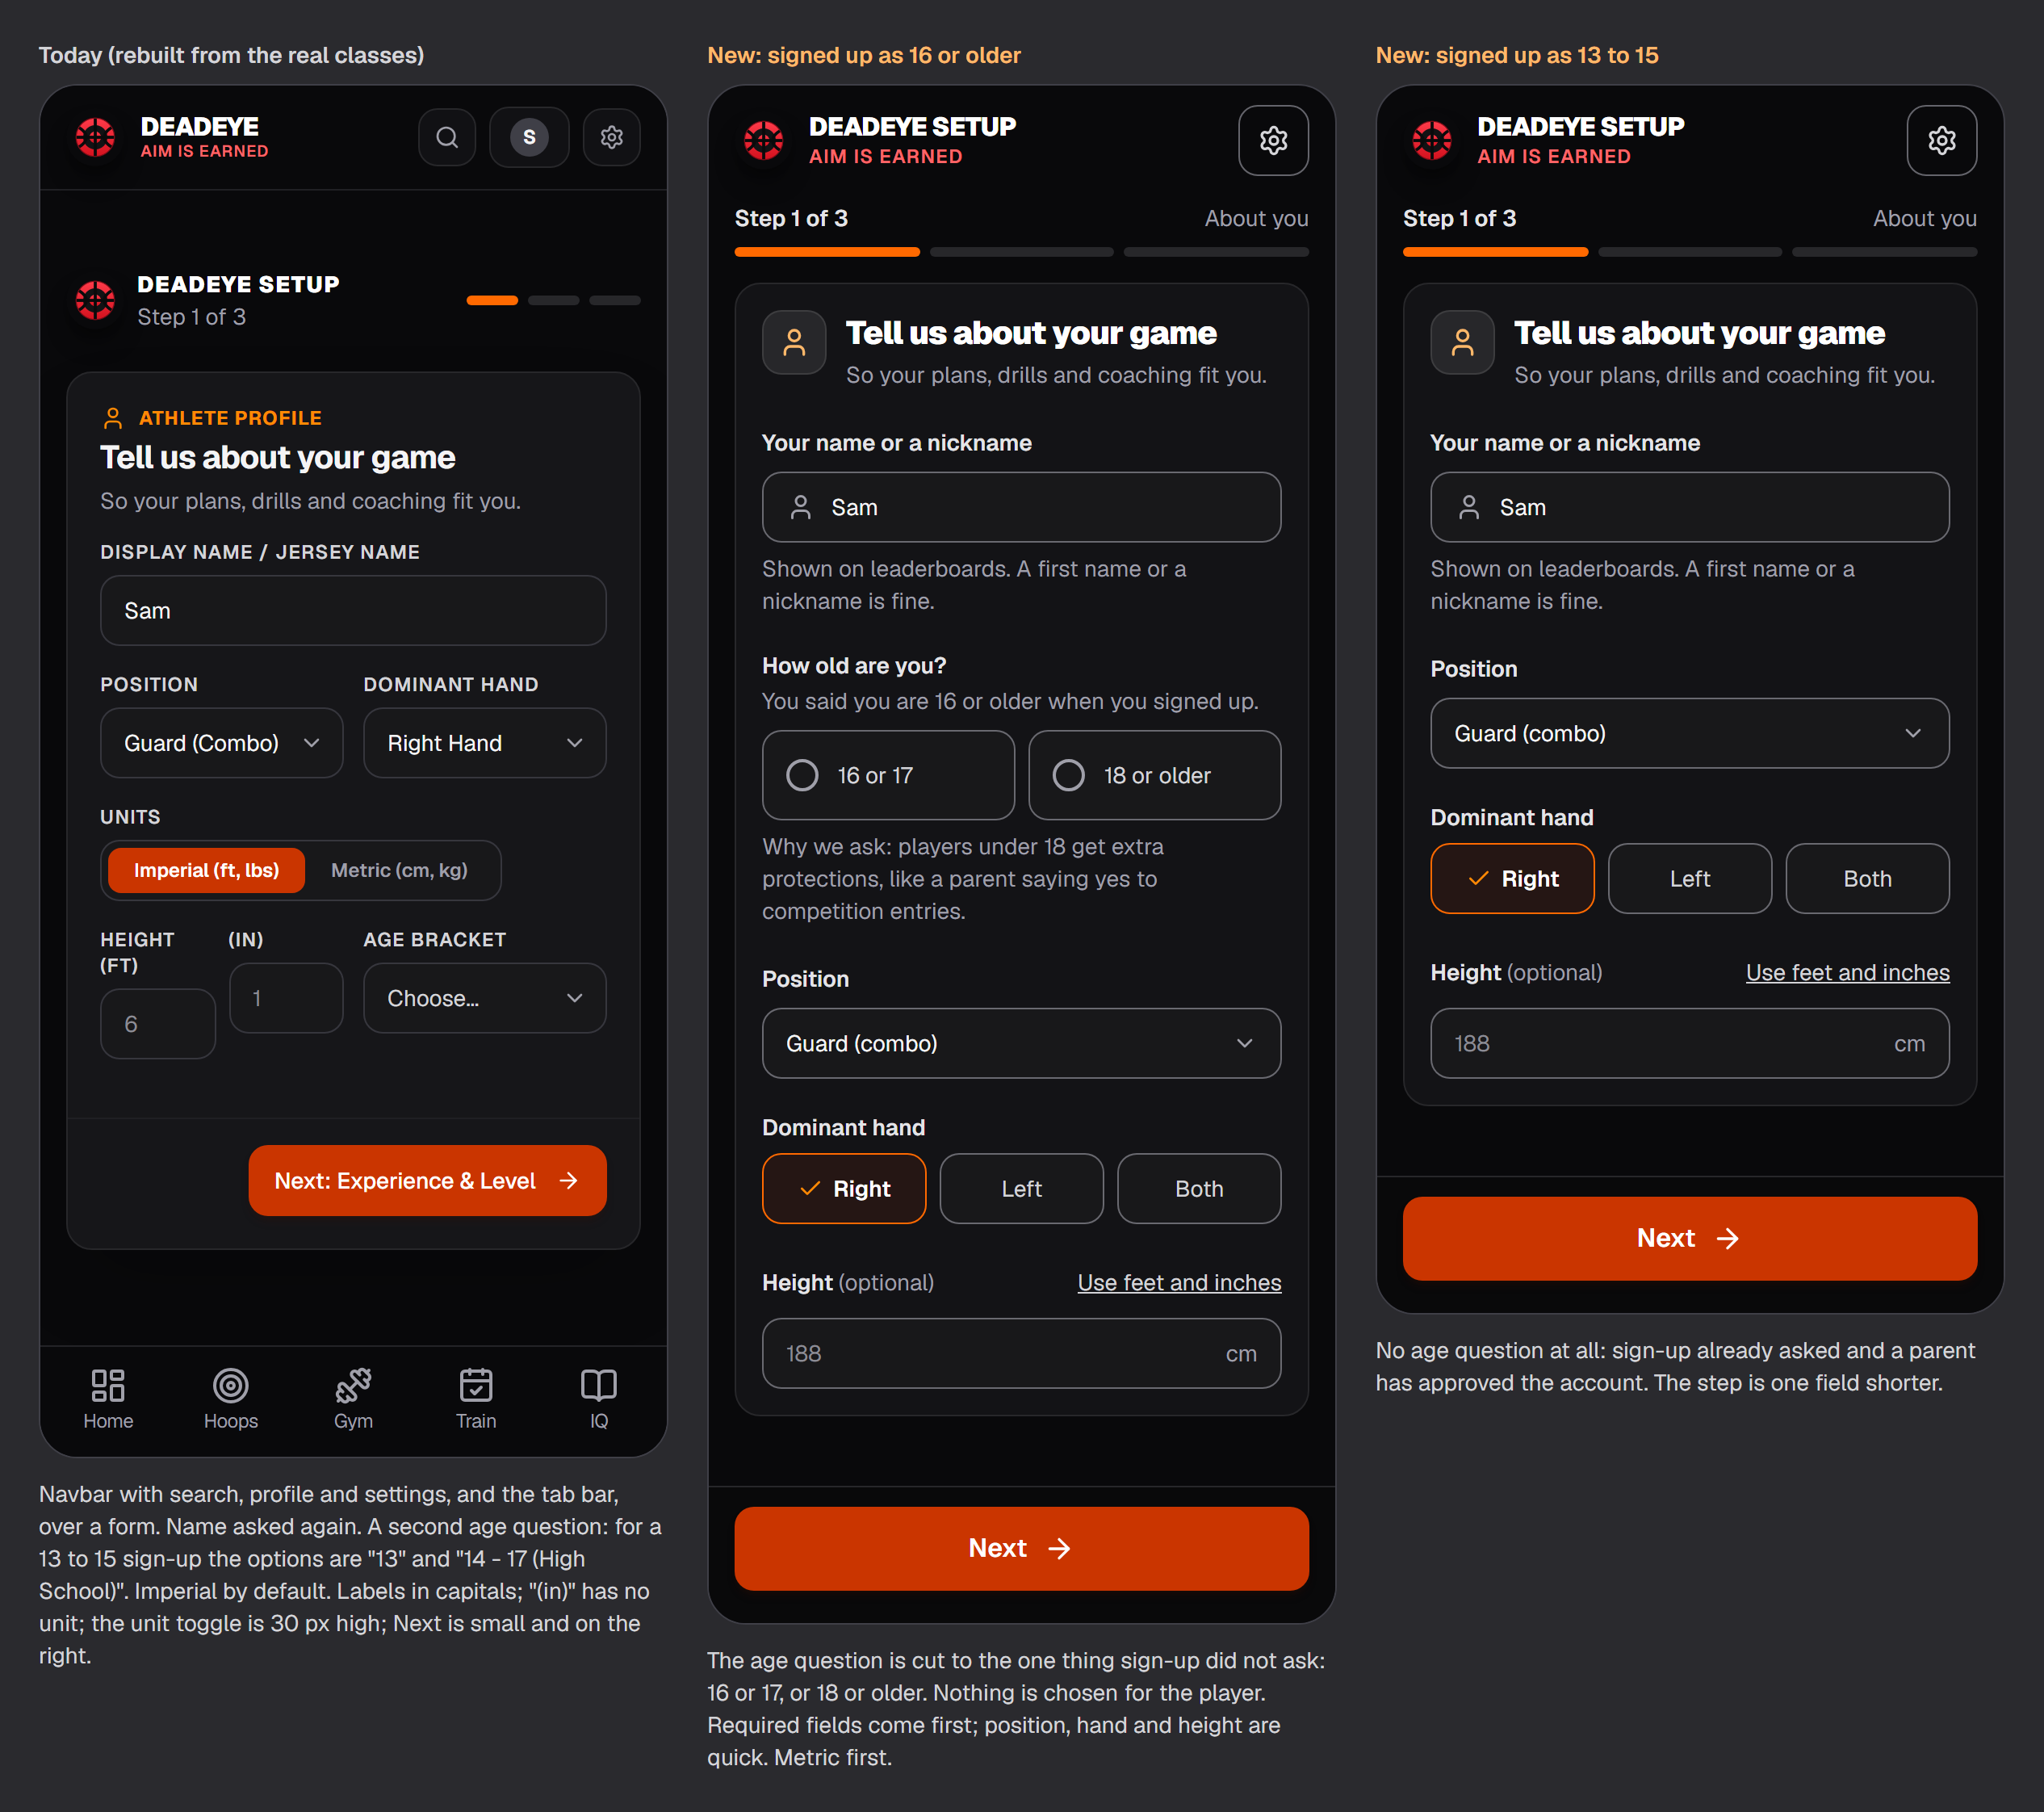 Today (rebuilt from the real classes)
DEADEYE
AIM IS EARNED
S
DEADEYE SETUP
Step 1 of 3
ATHLETE PROFILE
Tell us about your game
So your plans, drills and coaching fit you.
DISPLAY NAME / JERSEY NAME
Sam
POSITION
DOMINANT HAND
Guard (Combo)
Right Hand
UNITS
Imperial (ft, lbs)
Metric (cm, kg)
HEIGHT
(FT)
(IN)
AGE BRACKET
6
1
Choose...
Next: Experience & Level
Home
Hoops
Gym
Train
IQ
Navbar with search, profile and settings, and the tab bar,
over a form. Name asked again. A second age question: for a
13 to 15 sign-up the options are "13" and "14 - 17 (High
School)". Imperial by default. Labels in capitals; "(in)" has no
unit; the unit toggle is 30 px high; Next is small and on the
right.
New: signed up as 16 or older
DEADEYE SETUP
AIM IS EARNED
Step 1 of 3
About you
Tell us about your game
So your plans, drills and coaching fit you.
Your name or a nickname
Sam
Shown on leaderboards. A first name or a
nickname is fine.
How old are you?
You said you are 16 or older when you signed up.
16 or 17
18 or older
Why we ask: players under 18 get extra
protections, like a parent saying yes to
competition entries.
Position
Guard (combo)
Dominant hand
Right
Left
Both
Height (optional)
Use feet and inches
188
cm
Next
The age question is cut to the one thing sign-up did not ask:
16 or 17, or 18 or older. Nothing is chosen for the player.
Required fields come first; position, hand and height are
quick. Metric first.
New: signed up as 13 to 15
DEADEYE SETUP
AIM IS EARNED
Step 1 of 3
About you
Tell us about your game
So your plans, drills and coaching fit you.
Your name or a nickname
Sam
Shown on leaderboards. A first name or a
nickname is fine.
Position
Guard (combo)
Dominant hand
Right
Left
Both
Height (optional)
Use feet and inches
188
cm
Next
No age question at all: sign-up already asked and a parent
has approved the account. The step is one field shorter.